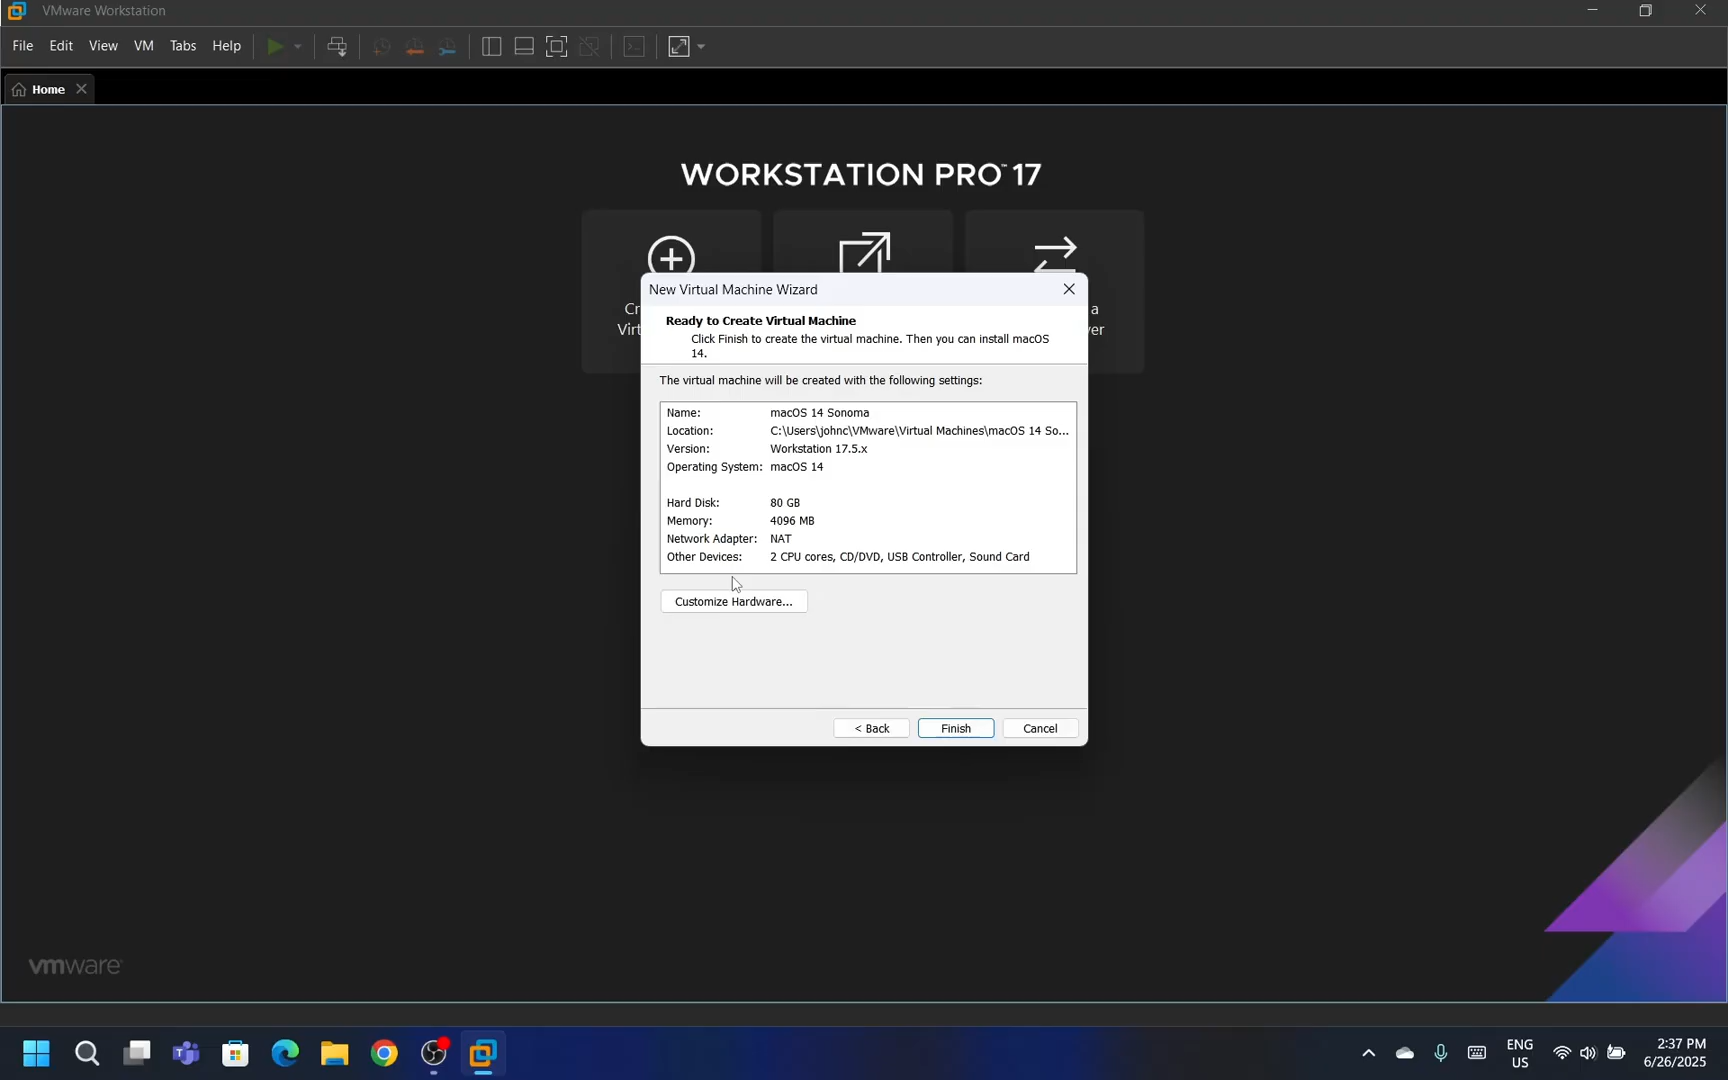 VMware Workstation
File Edit View VM Tabs Help
Home
WORKSTATION PRO™ 17
Cr
Virt
a
ver
New Virtual Machine Wizard
Ready to Create Virtual Machine
Click Finish to create the virtual machine. Then you can install macOS
14.
The virtual machine will be created with the following settings:
Name: macOS 14 Sonoma
Location: C:\Users\johnc\VMware\Virtual Machines\macOS 14 So...
Version: Workstation 17.5.x
Operating System: macOS 14
Hard Disk: 80 GB
Memory: 4096 MB
Network Adapter: NAT
Other Devices: 2 CPU cores, CD/DVD, USB Controller, Sound Card
Customize Hardware...
< Back Finish Cancel
vmware
ENG
US
2:37 PM
6/26/2025